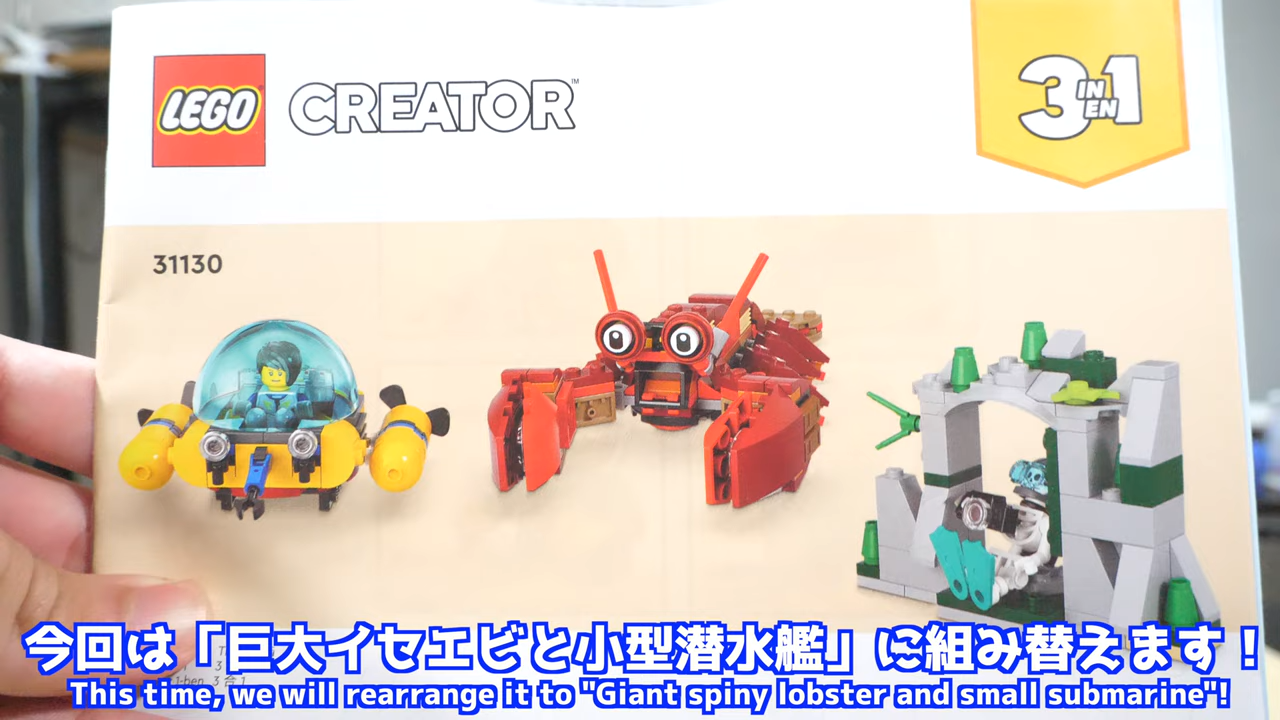 LEGO
CREATOR™
3 IN EN 1
31130
今回は「巨大イセエビと小型潜水艦」に組み替えます！
This time, we will rearrange it to "Giant spiny lobster and small submarine"!